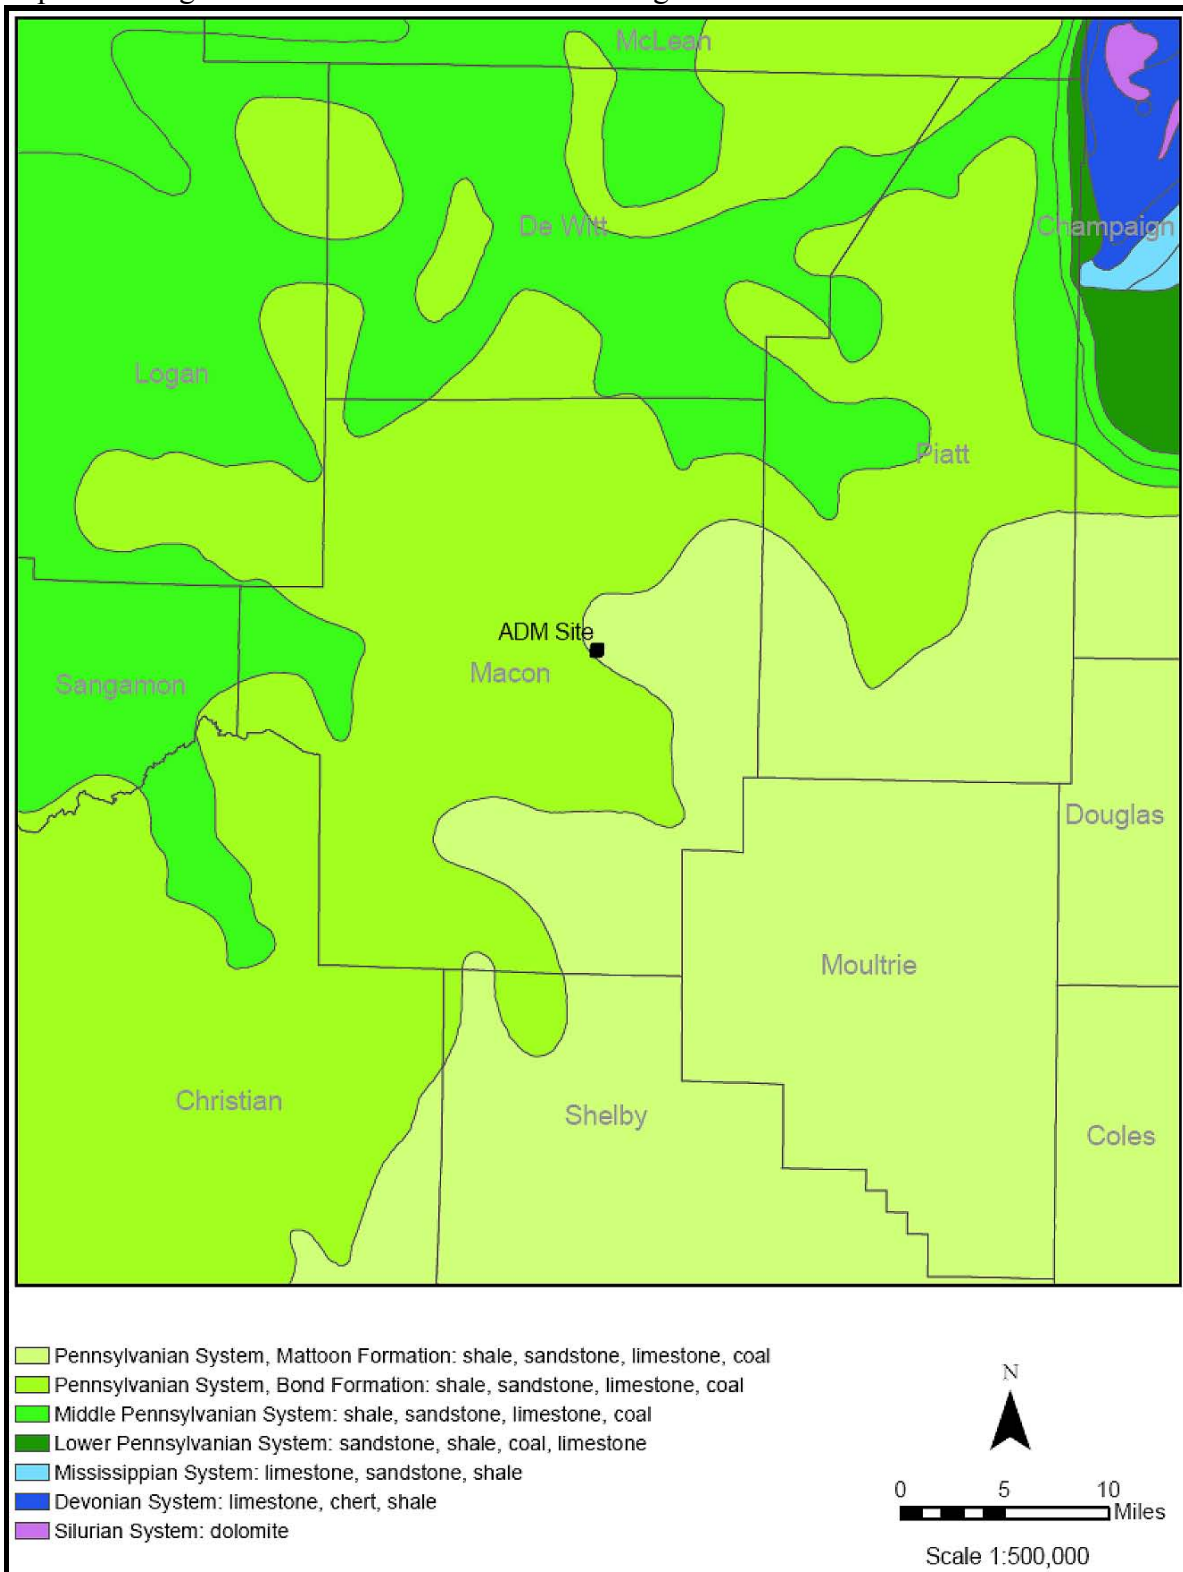 McLean
De Witt
Champaign
Logan
Piatt
ADM Site
Macon
Sangamon
Douglas
Moultrie
Christian
Shelby
Coles
Pennsylvanian System, Mattoon Formation: shale, sandstone, limestone, coal
Pennsylvanian System, Bond Formation: shale, sandstone, limestone, coal
Middle Pennsylvanian System: shale, sandstone, limestone, coal
Lower Pennsylvanian System: sandstone, shale, coal, limestone
Mississippian System: limestone, sandstone, shale
Devonian System: limestone, chert, shale
Silurian System: dolomite
N
0 5 10
Miles
Scale 1:500,000